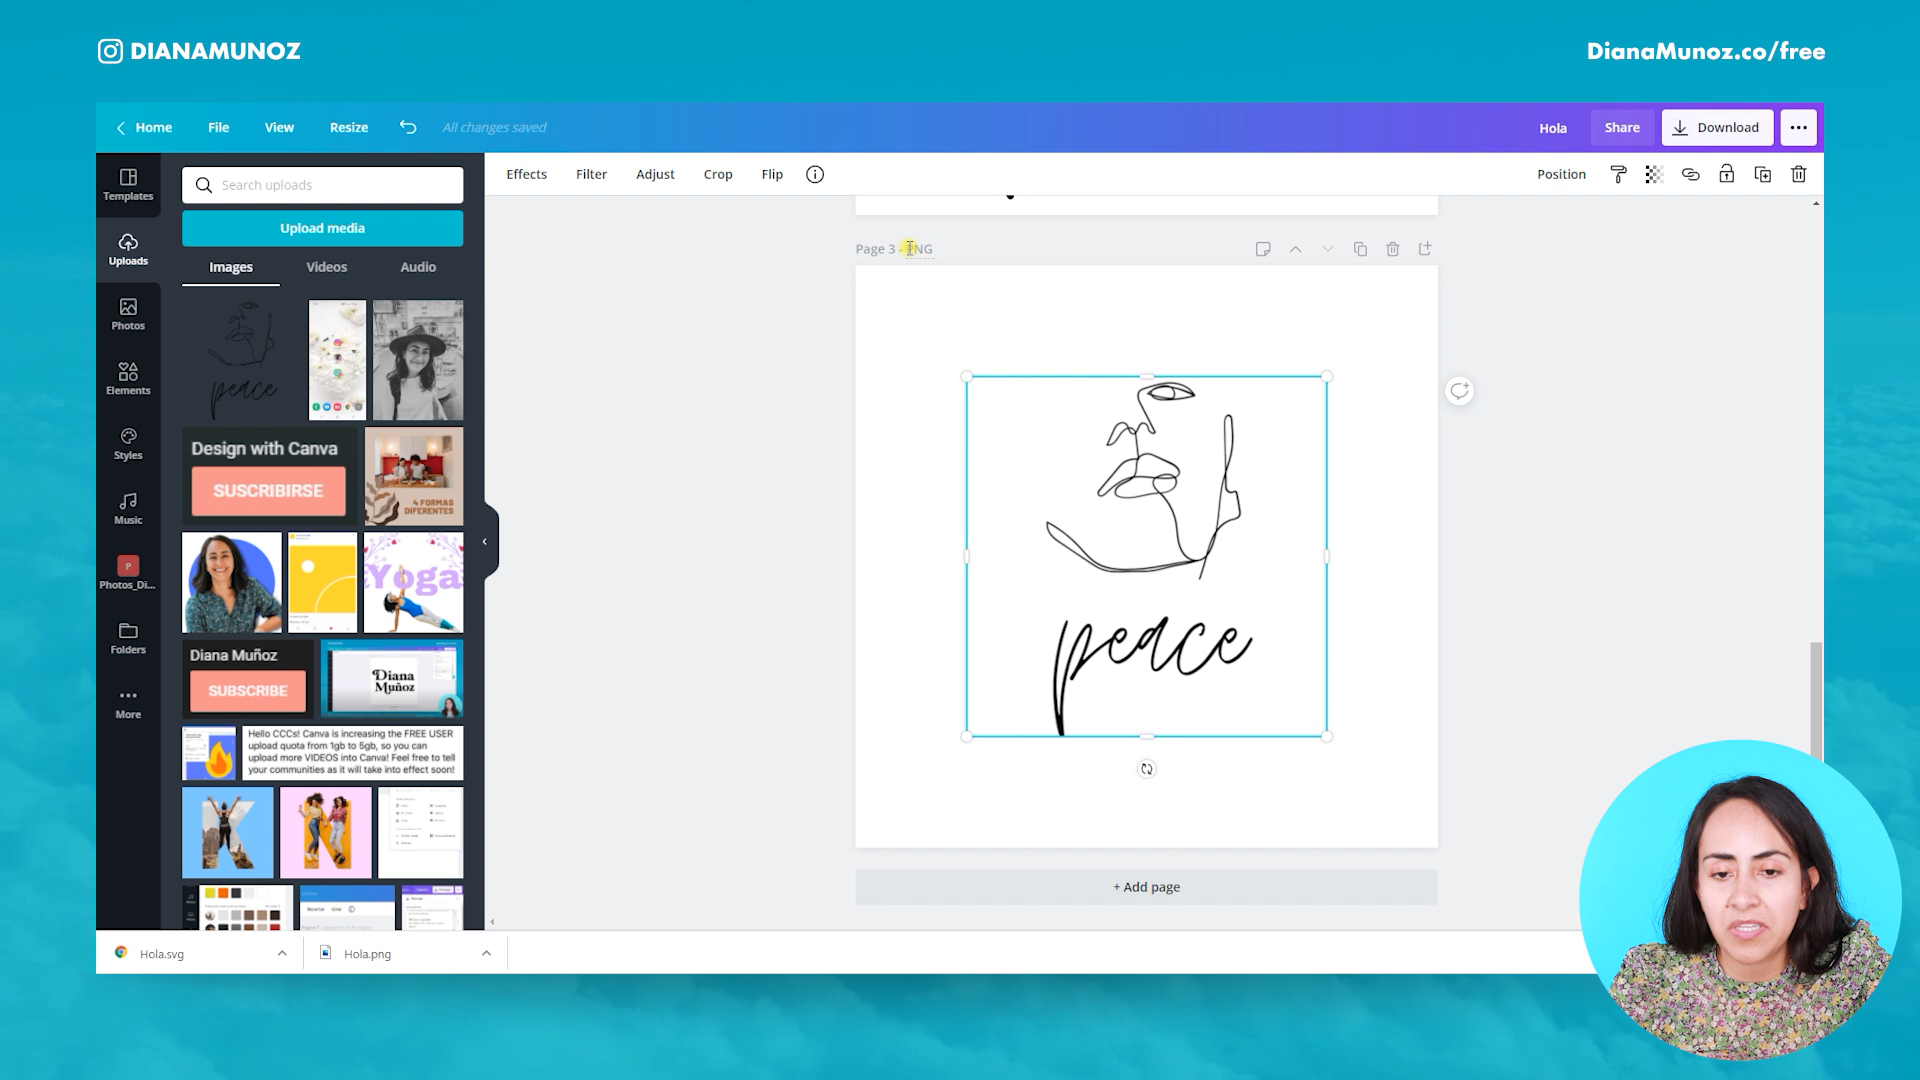 DIANAMUNOZ
DianaMunoz.co/free
Home File View Resize All changes saved Hola Share Download
Templates
Uploads
Photos
Elements
Styles
Music
P
Photos_Di...
Folders
More
Search uploads
Upload media
Images Videos Audio
peace
Design with Canva
SUSCRIBIRSE
4 FORMAS
DIFERENTES
Yoga
Diana Muñoz
SUBSCRIBE
Diana
Muñoz
Hello CCCs! Canva is increasing the FREE USER
upload quota from 1gb to 5gb, so you can
upload more VIDEOS into Canva! Feel free to tell
your communities as it will take into effect soon!
K
N
Effects Filter Adjust Crop Flip Position
Page 3 - PNG
peace
+ Add page
Hola.svg
Hola.png